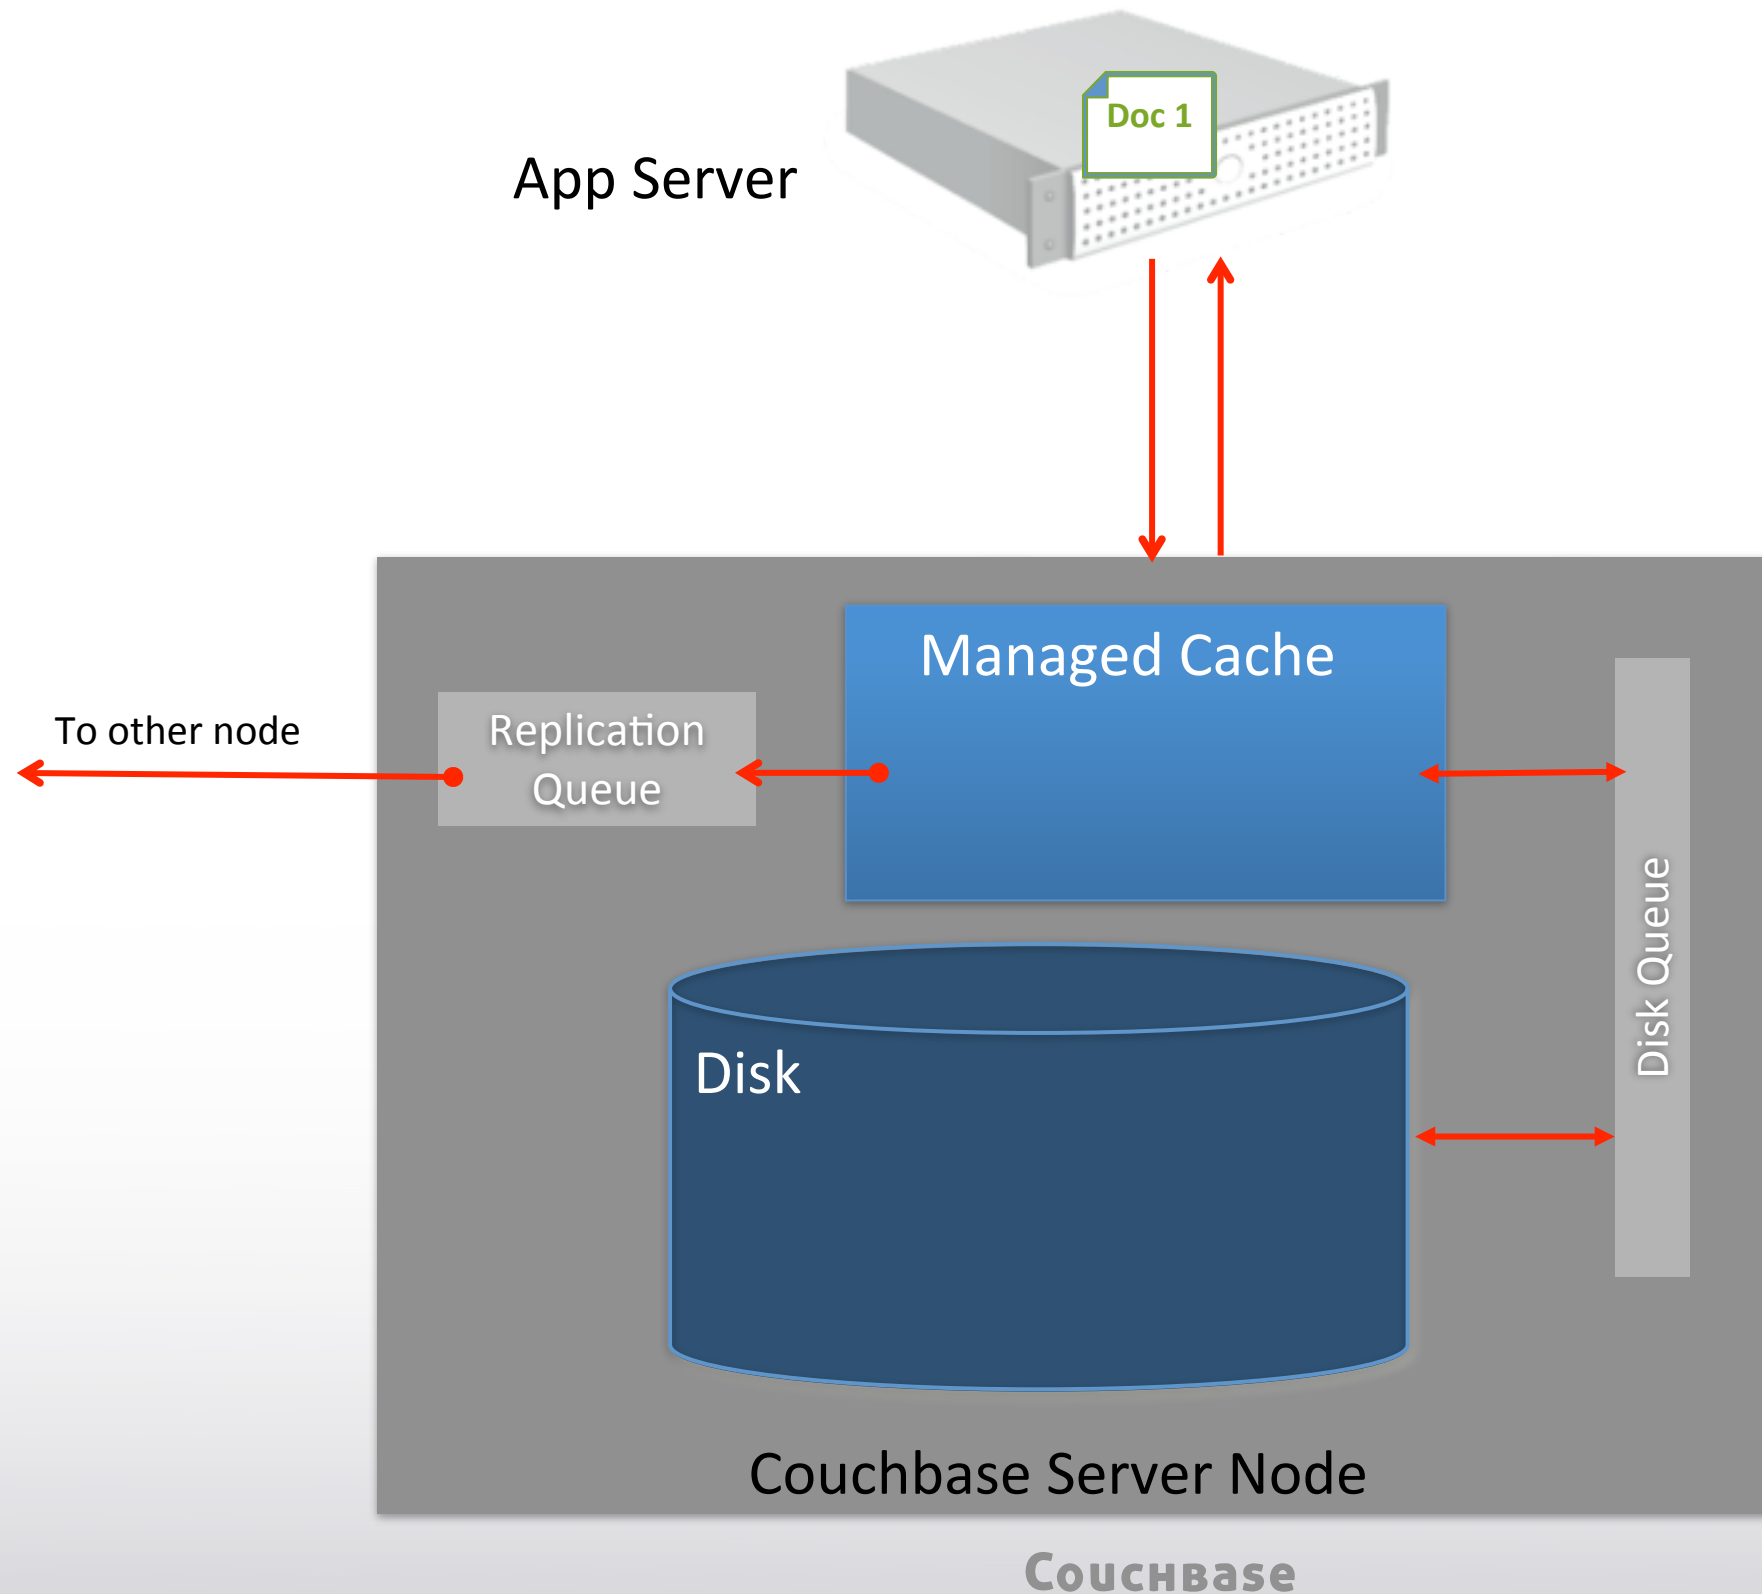 Doc 1
App Server
Managed Cache
To other node
Replication
Queue
Disk Queue
Disk
Couchbase Server Node
Couchbase